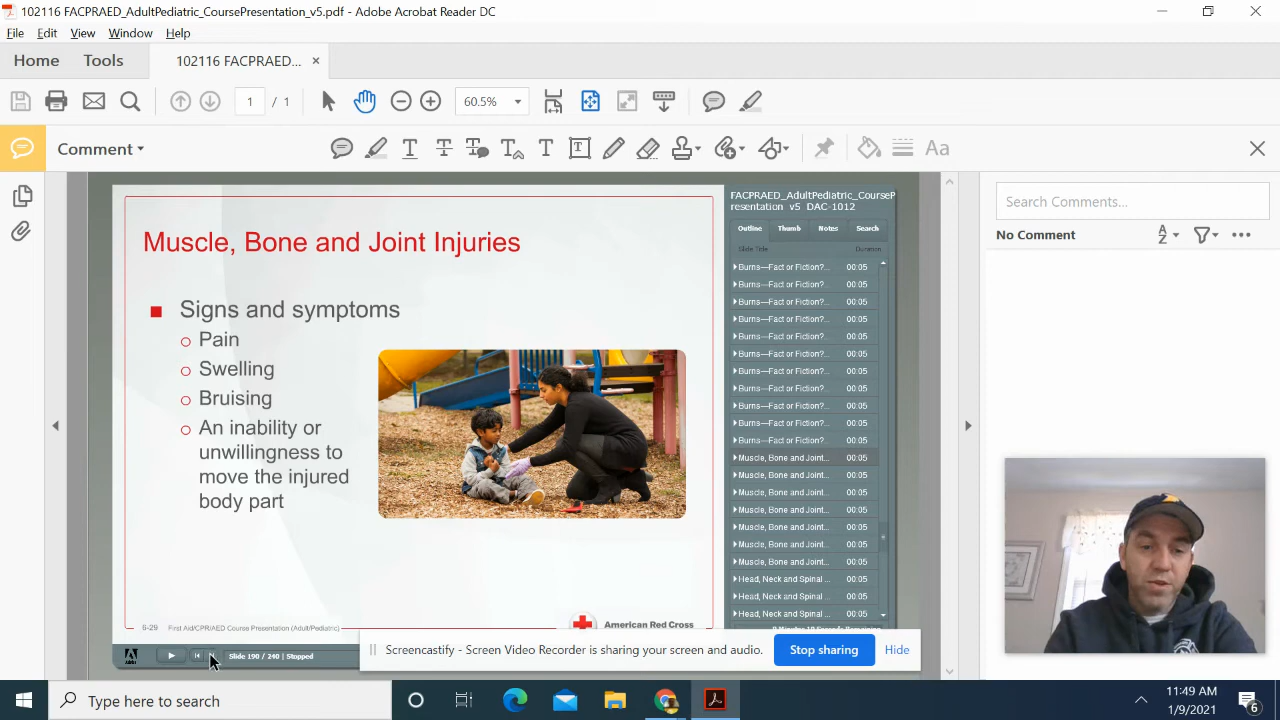 102116 FACPRAED_AdultPediatric_CoursePresentation_v5.pdf - Adobe Acrobat Reader DC
File Edit View Window Help
Home Tools 102116 FACPRAED... ×
1 / 1 60.5%
Comment
Search Comments...
No Comment
Muscle, Bone and Joint Injuries
Signs and symptoms
Pain
Swelling
Bruising
An inability or
unwillingness to
move the injured
body part
6-29 First Aid/CPR/AED Course Presentation (Adult/Pediatric)
American Red Cross
FACPRAED_AdultPediatric_CourseP
resentation v5 DAC-1012
Outline Thumb Notes Search
Slide Title Duration
Burns—Fact or Fiction?... 00:05
Burns—Fact or Fiction?... 00:05
Burns—Fact or Fiction?... 00:05
Burns—Fact or Fiction?... 00:05
Burns—Fact or Fiction?... 00:05
Burns—Fact or Fiction?... 00:05
Burns—Fact or Fiction?... 00:05
Burns—Fact or Fiction?... 00:05
Burns—Fact or Fiction?... 00:05
Burns—Fact or Fiction?... 00:05
Burns—Fact or Fiction?... 00:05
Muscle, Bone and Joint... 00:05
Muscle, Bone and Joint... 00:05
Muscle, Bone and Joint... 00:05
Muscle, Bone and Joint... 00:05
Muscle, Bone and Joint... 00:05
Muscle, Bone and Joint... 00:05
Muscle, Bone and Joint... 00:05
Head, Neck and Spinal ... 00:05
Head, Neck and Spinal ... 00:05
Head, Neck and Spinal ... 00:05
Slide 190 / 240 | Stopped
Screencastify - Screen Video Recorder is sharing your screen and audio. Stop sharing Hide
Type here to search
11:49 AM
1/9/2021
6